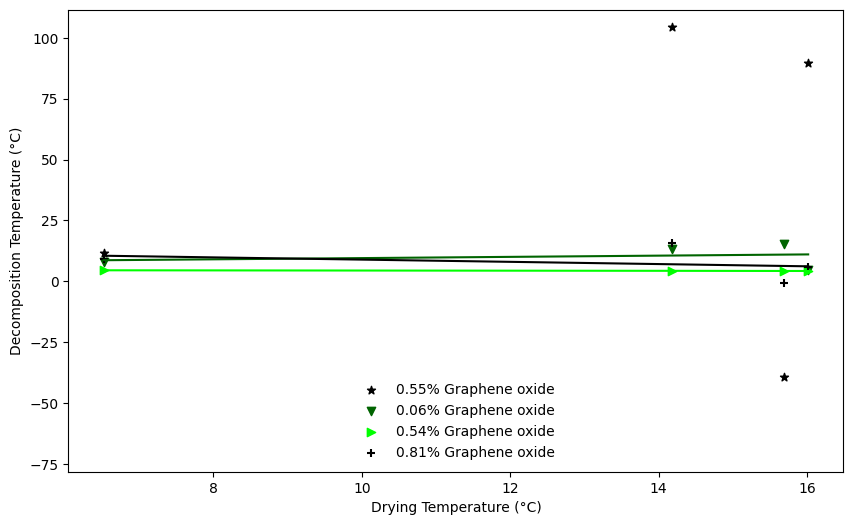 100
75
50
25
0
−25
−50
−75
Decomposition Temperature (°C)
0.55% Graphene oxide
0.06% Graphene oxide
0.54% Graphene oxide
0.81% Graphene oxide
8 10 12 14 16
Drying Temperature (°C)